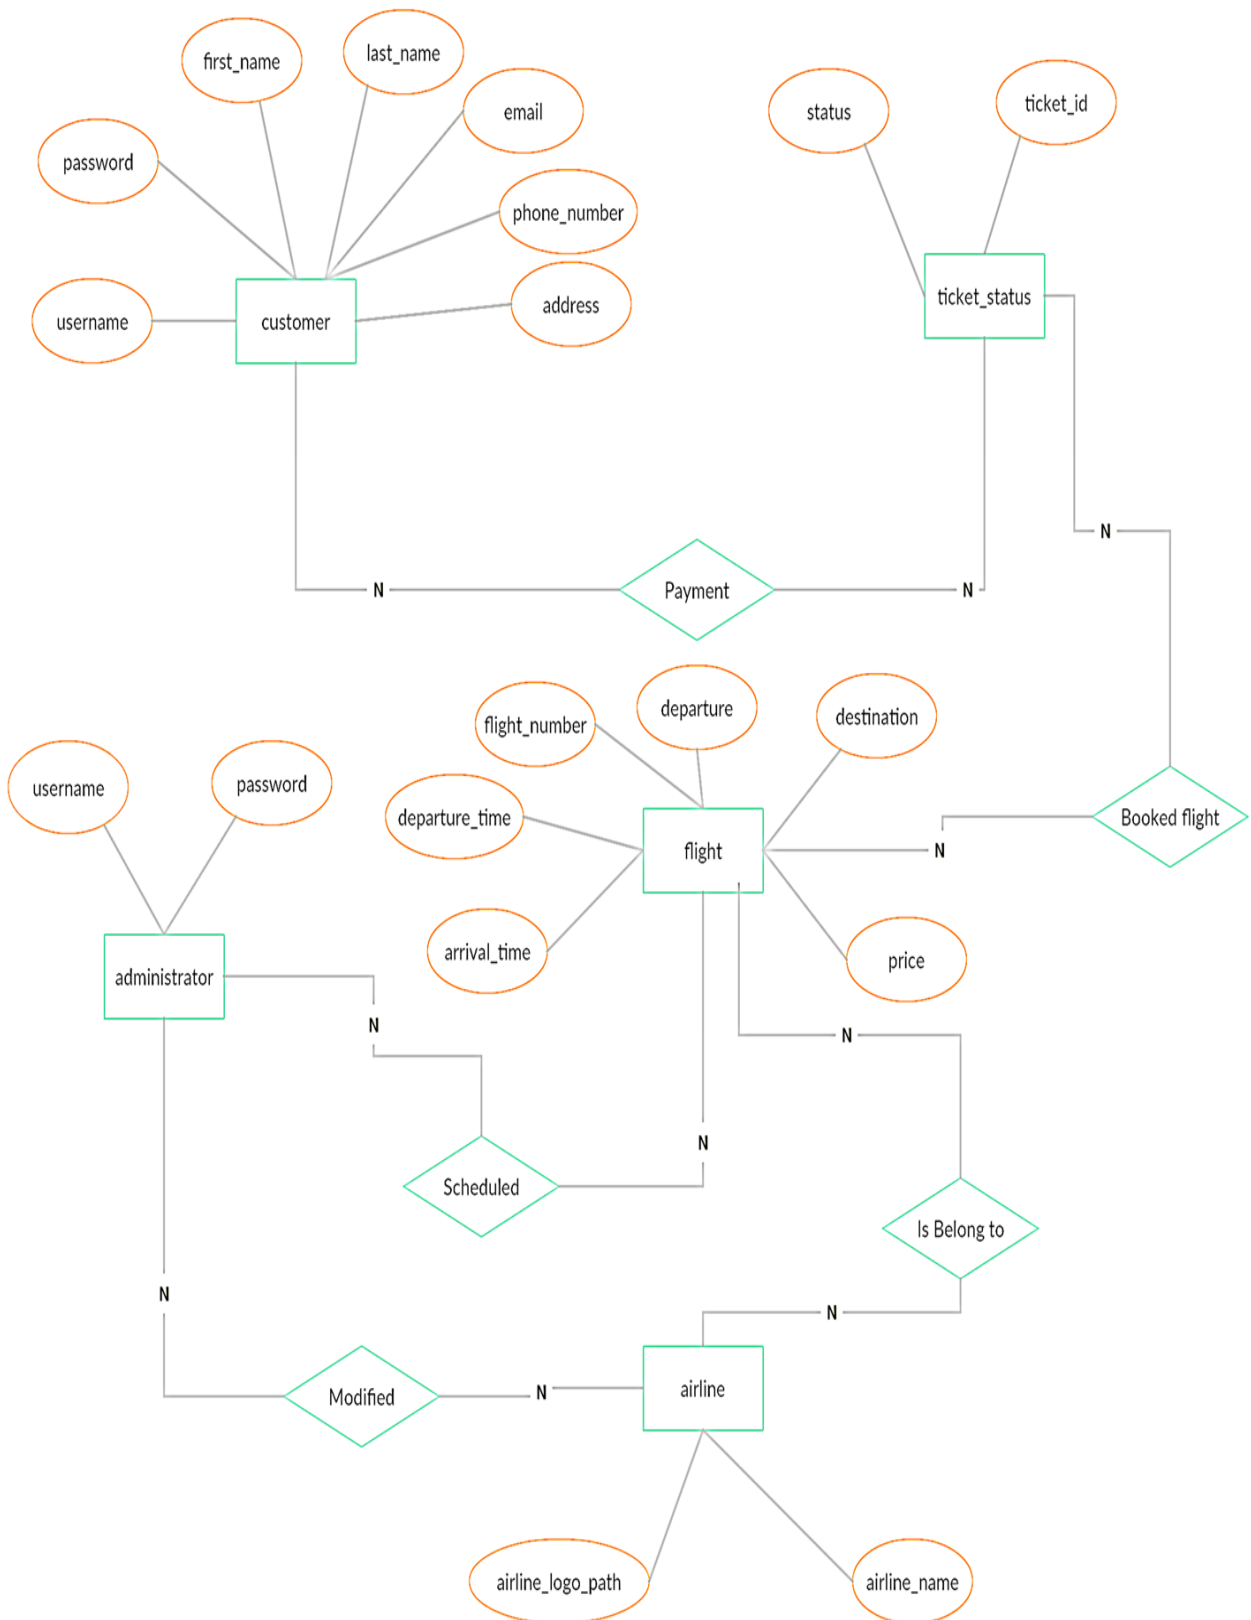 first_name
last_name
email
password
phone_number
username
address
customer
status
ticket_id
ticket_status
N
N
Payment
N
flight_number
departure
destination
departure_time
flight
Booked flight
N
arrival_time
price
username
password
administrator
N
N
N
Scheduled
Is Belong to
N
N
Modified
N
airline
airline_logo_path
airline_name